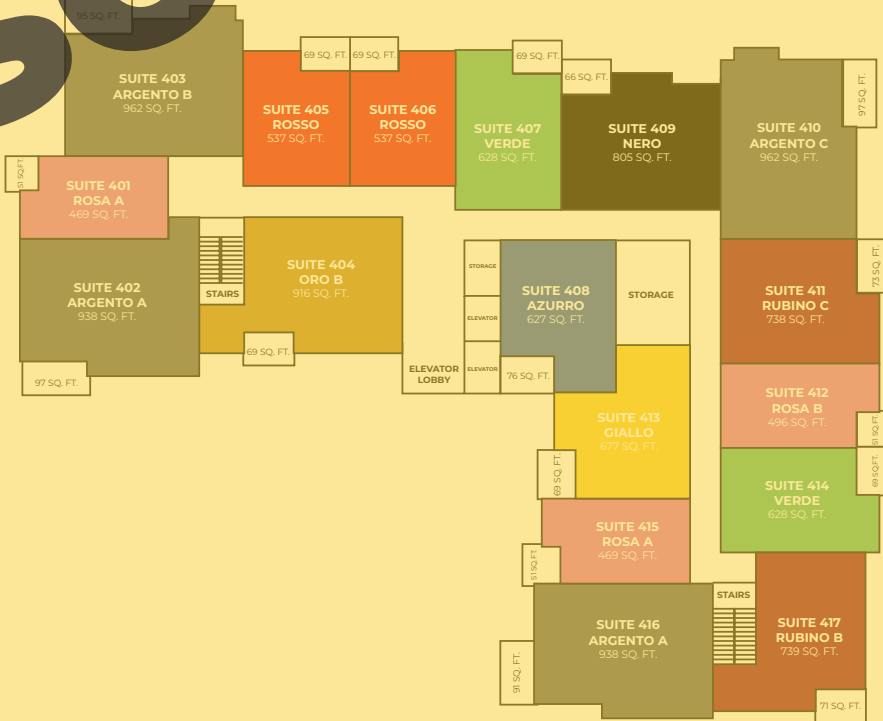 95 SQ. FT.
SUITE 403
ARGENTO B
962 SQ. FT.
69 SQ. FT.
69 SQ. FT.
SUITE 405
ROSSO
537 SQ. FT.
SUITE 406
ROSSO
537 SQ. FT.
69 SQ. FT.
66 SQ. FT.
SUITE 407
VERDE
628 SQ. FT.
SUITE 409
NERO
805 SQ. FT.
SUITE 410
ARGENTO C
962 SQ. FT.
97 SQ. FT.
51 SQ.FT.
SUITE 401
ROSA A
469 SQ. FT.
SUITE 402
ARGENTO A
938 SQ. FT.
97 SQ. FT.
STAIRS
SUITE 404
ORO B
916 SQ. FT.
69 SQ. FT.
ELEVATOR
LOBBY
STORAGE
ELEVATOR
ELEVATOR
SUITE 408
AZURRO
627 SQ. FT.
76 SQ. FT.
STORAGE
SUITE 411
RUBINO C
738 SQ. FT.
73 SQ. FT.
SUITE 412
ROSA B
496 SQ. FT.
51 SQ.FT.
SUITE 413
GIALLO
677 SQ. FT.
69 SQ. FT.
SUITE 414
VERDE
628 SQ. FT.
69 SQ.FT.
SUITE 415
ROSA A
469 SQ. FT.
51 SQ.FT.
SUITE 416
ARGENTO A
938 SQ. FT.
91 SQ. FT.
STAIRS
SUITE 417
RUBINO B
739 SQ. FT.
71 SQ. FT.